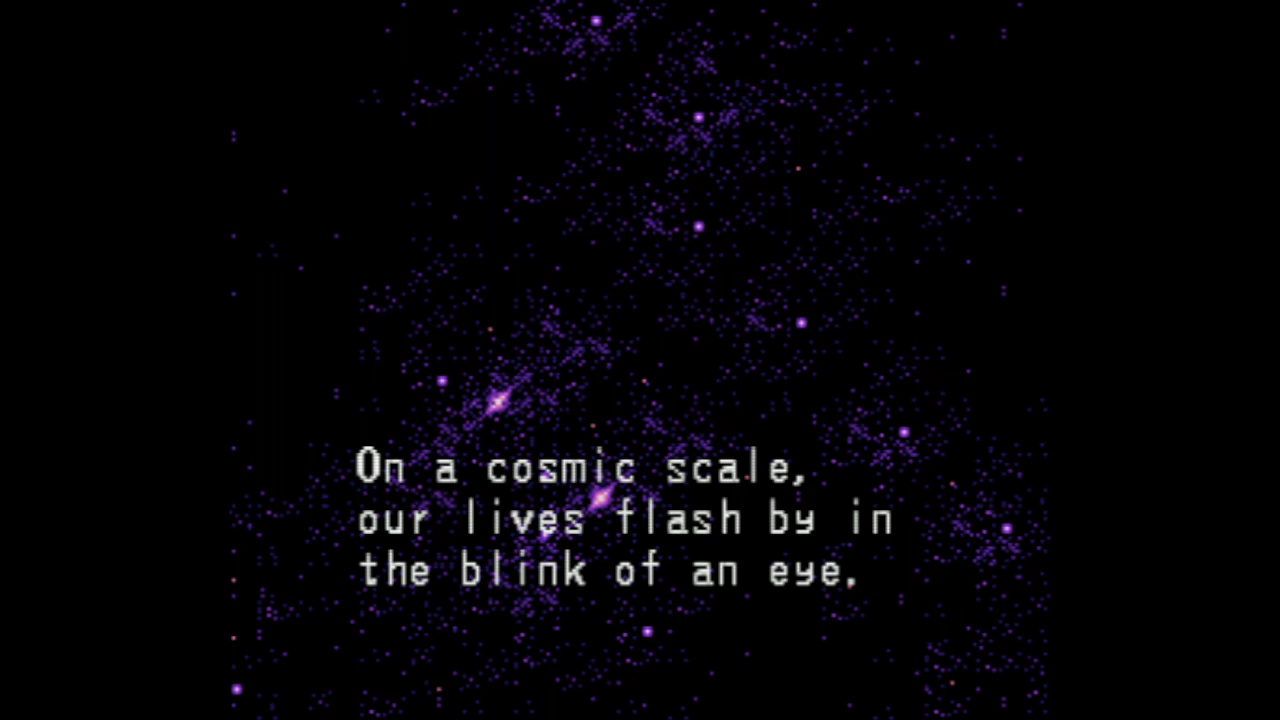 On a cosmic scale,
our lives flash by in
the blink of an eye.